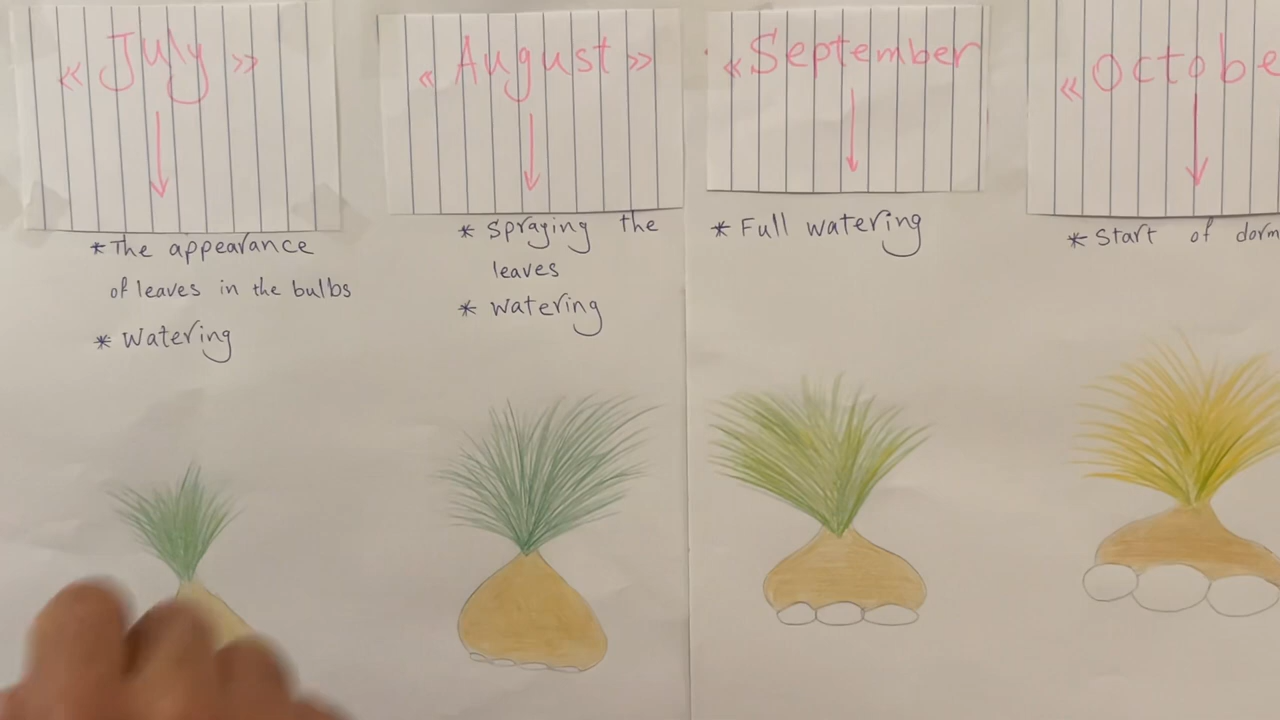 « July »
* The appearance
of leaves in the bulbs
* Watering
« August »
* Spraying the
leaves
* Watering
« September
* Full watering
« Octobe
* Start of dorm